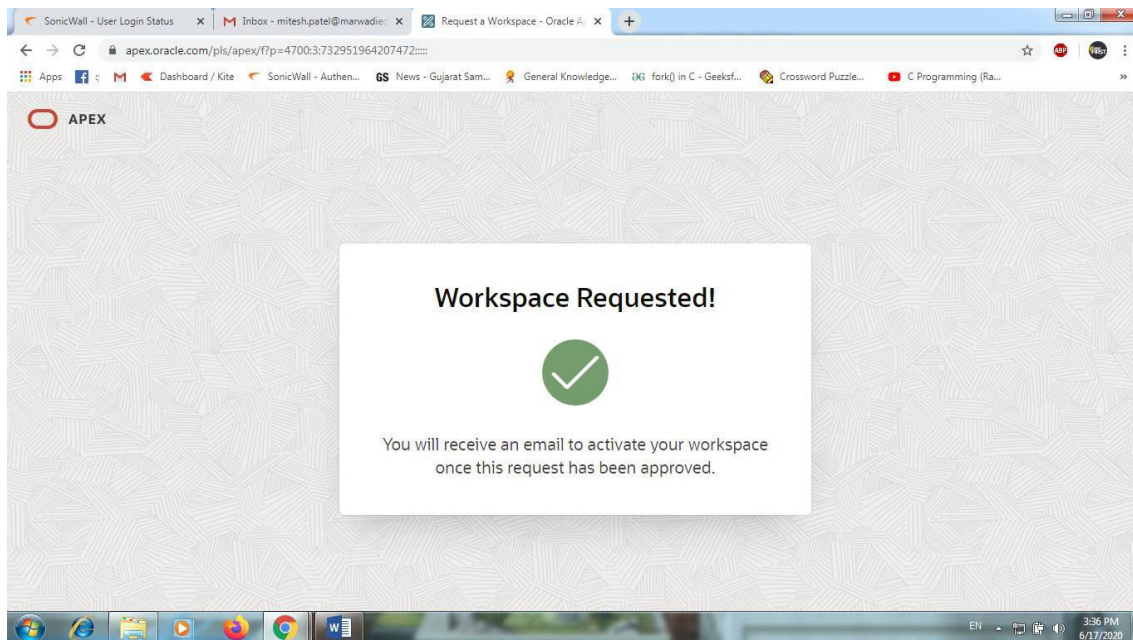 SonicWall - User Login Status
Inbox - mitesh.patel@marwadied
Request a Workspace - Oracle Ap
apex.oracle.com/pls/apex/f?p=4700:3:732951964207472:::::
ABP
Apps
Dashboard / Kite
SonicWall - Authen...
GS News - Gujarat Sam...
General Knowledge...
fork() in C - Geeksf...
Crossword Puzzle...
C Programming (Ra...
»
APEX
Workspace Requested!
You will receive an email to activate your workspace
once this request has been approved.
EN
3:36 PM
6/17/2020